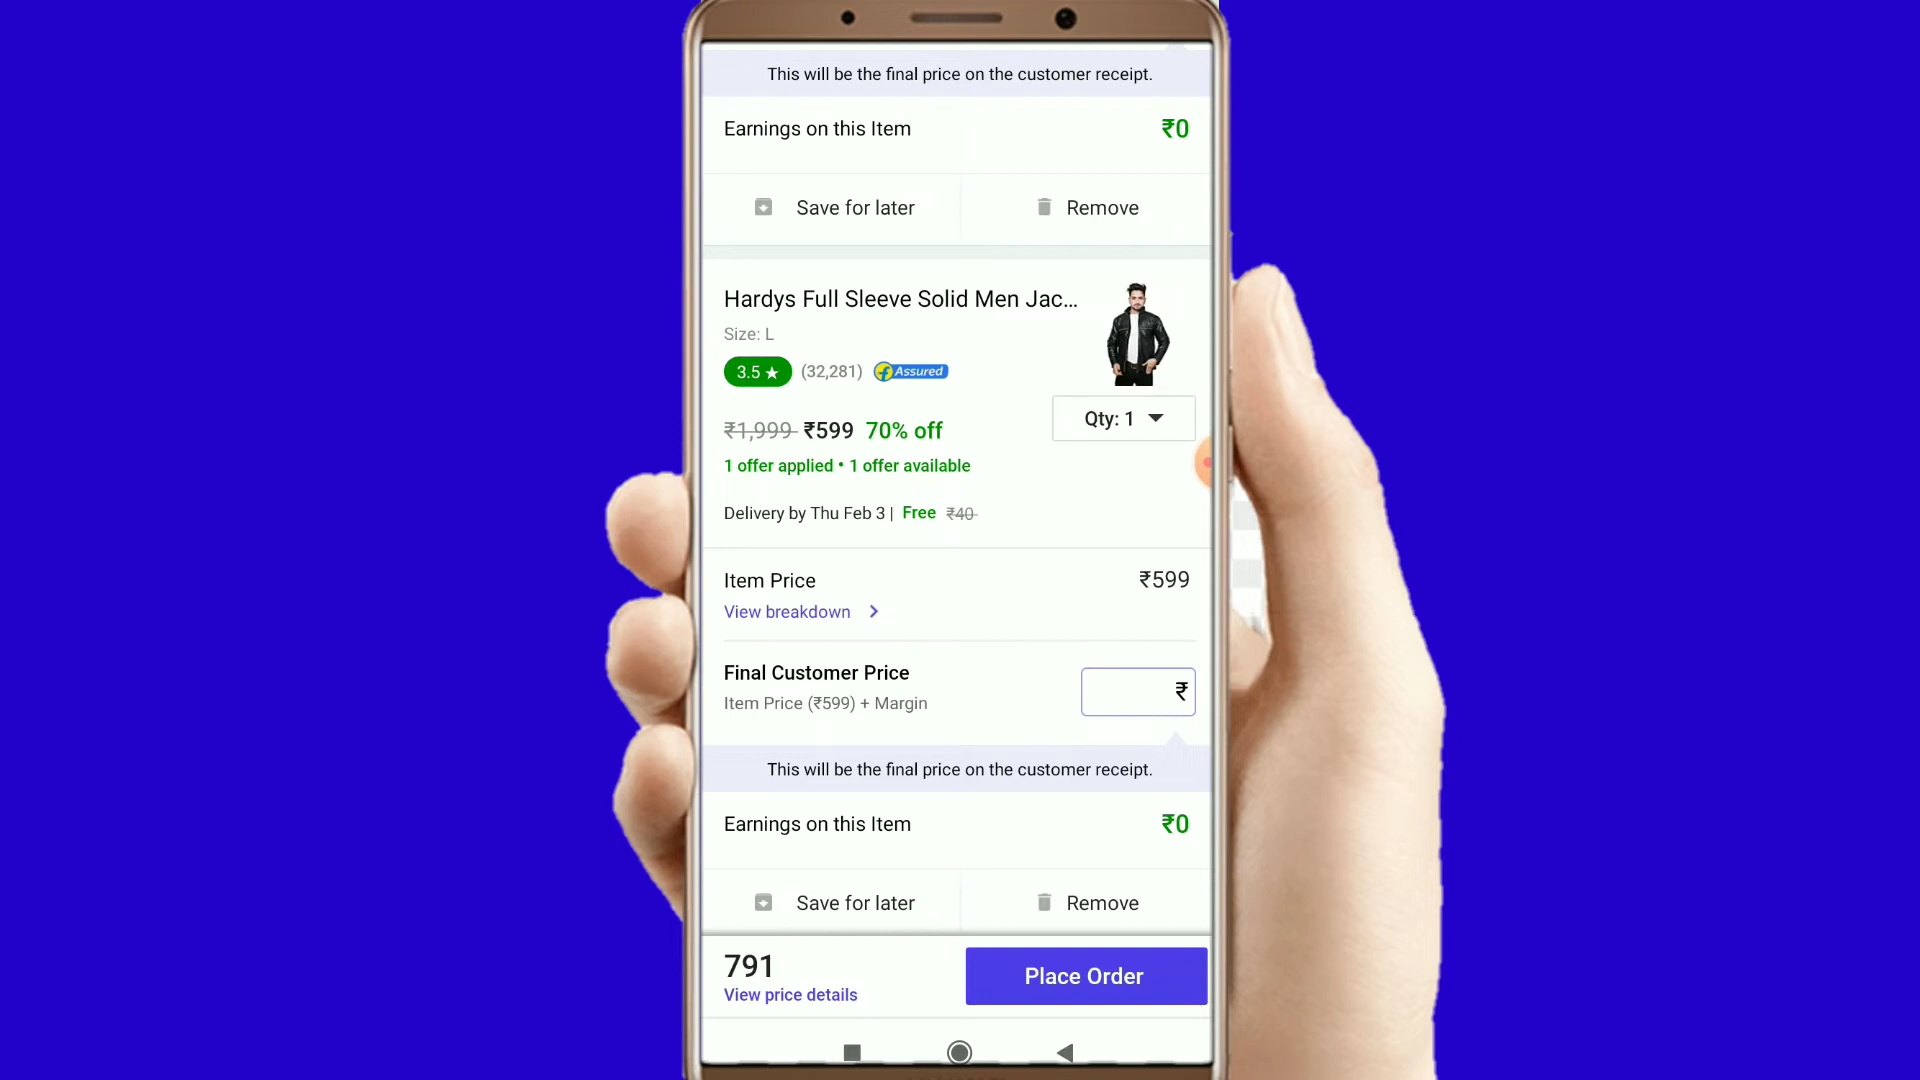 This will be the final price on the customer receipt.
Earnings on this Item ₹0
Save for later Remove
Hardys Full Sleeve Solid Men Jac...
Size: L
3.5 ★ (32,281) Assured
₹1,999 ₹599 70% off
Qty: 1
1 offer applied • 1 offer available
Delivery by Thu Feb 3 | Free ₹40
Item Price ₹599
View breakdown
Final Customer Price ₹
Item Price (₹599) + Margin
This will be the final price on the customer receipt.
Earnings on this Item ₹0
Save for later Remove
791
View price details
Place Order